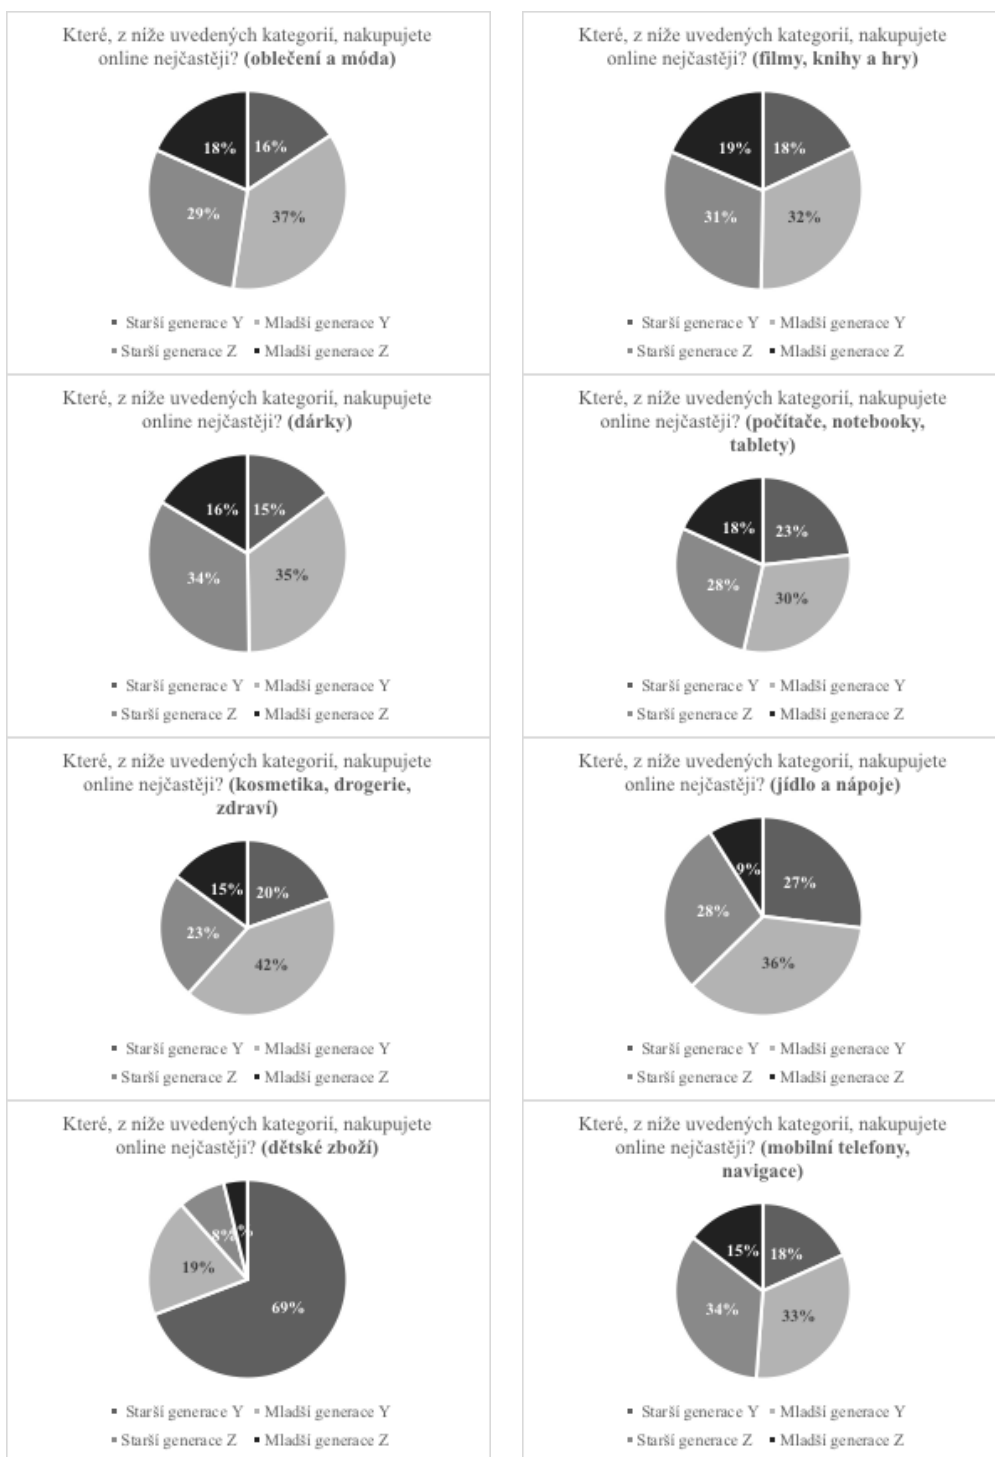 Které, z níže uvedených kategorií, nakupujete
online nejčastěji? (oblečení a móda)
18%
16%
29%
37%
Starší generace Y
Mladší generace Y
Starší generace Z
Mladší generace Z
Které, z níže uvedených kategorií, nakupujete
online nejčastěji? (filmy, knihy a hry)
19%
18%
31%
32%
Starší generace Y
Mladší generace Y
Starší generace Z
Mladší generace Z
Které, z níže uvedených kategorií, nakupujete
online nejčastěji? (dárky)
16%
15%
34%
35%
Starší generace Y
Mladší generace Y
Starší generace Z
Mladší generace Z
Které, z níže uvedených kategorií, nakupujete
online nejčastěji? (počítače, notebooky,
tablety)
18%
23%
28%
30%
Starší generace Y
Mladší generace Y
Starší generace Z
Mladší generace Z
Které, z níže uvedených kategorií, nakupujete
online nejčastěji? (kosmetika, drogerie,
zdraví)
15%
20%
23%
42%
Starší generace Y
Mladší generace Y
Starší generace Z
Mladší generace Z
Které, z níže uvedených kategorií, nakupujete
online nejčastěji? (jídlo a nápoje)
9%
27%
28%
36%
Starší generace Y
Mladší generace Y
Starší generace Z
Mladší generace Z
Které, z níže uvedených kategorií, nakupujete
online nejčastěji? (dětské zboží)
8%
19%
69%
Starší generace Y
Mladší generace Y
Starší generace Z
Mladší generace Z
Které, z níže uvedených kategorií, nakupujete
online nejčastěji? (mobilní telefony,
navigace)
15%
18%
34%
33%
Starší generace Y
Mladší generace Y
Starší generace Z
Mladší generace Z